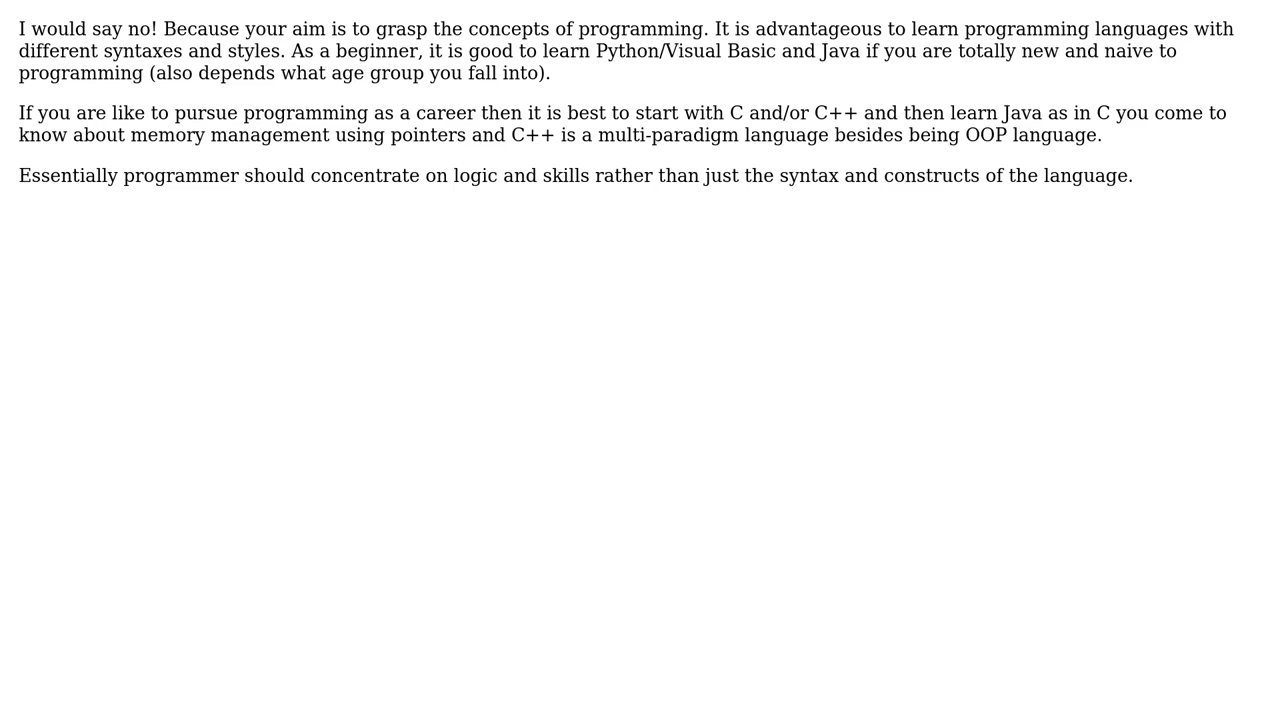 I would say no! Because your aim is to grasp the concepts of programming. It is advantageous to learn programming languages with
different syntaxes and styles. As a beginner, it is good to learn Python/Visual Basic and Java if you are totally new and naive to
programming (also depends what age group you fall into).
If you are like to pursue programming as a career then it is best to start with C and/or C++ and then learn Java as in C you come to
know about memory management using pointers and C++ is a multi-paradigm language besides being OOP language.
Essentially programmer should concentrate on logic and skills rather than just the syntax and constructs of the language.